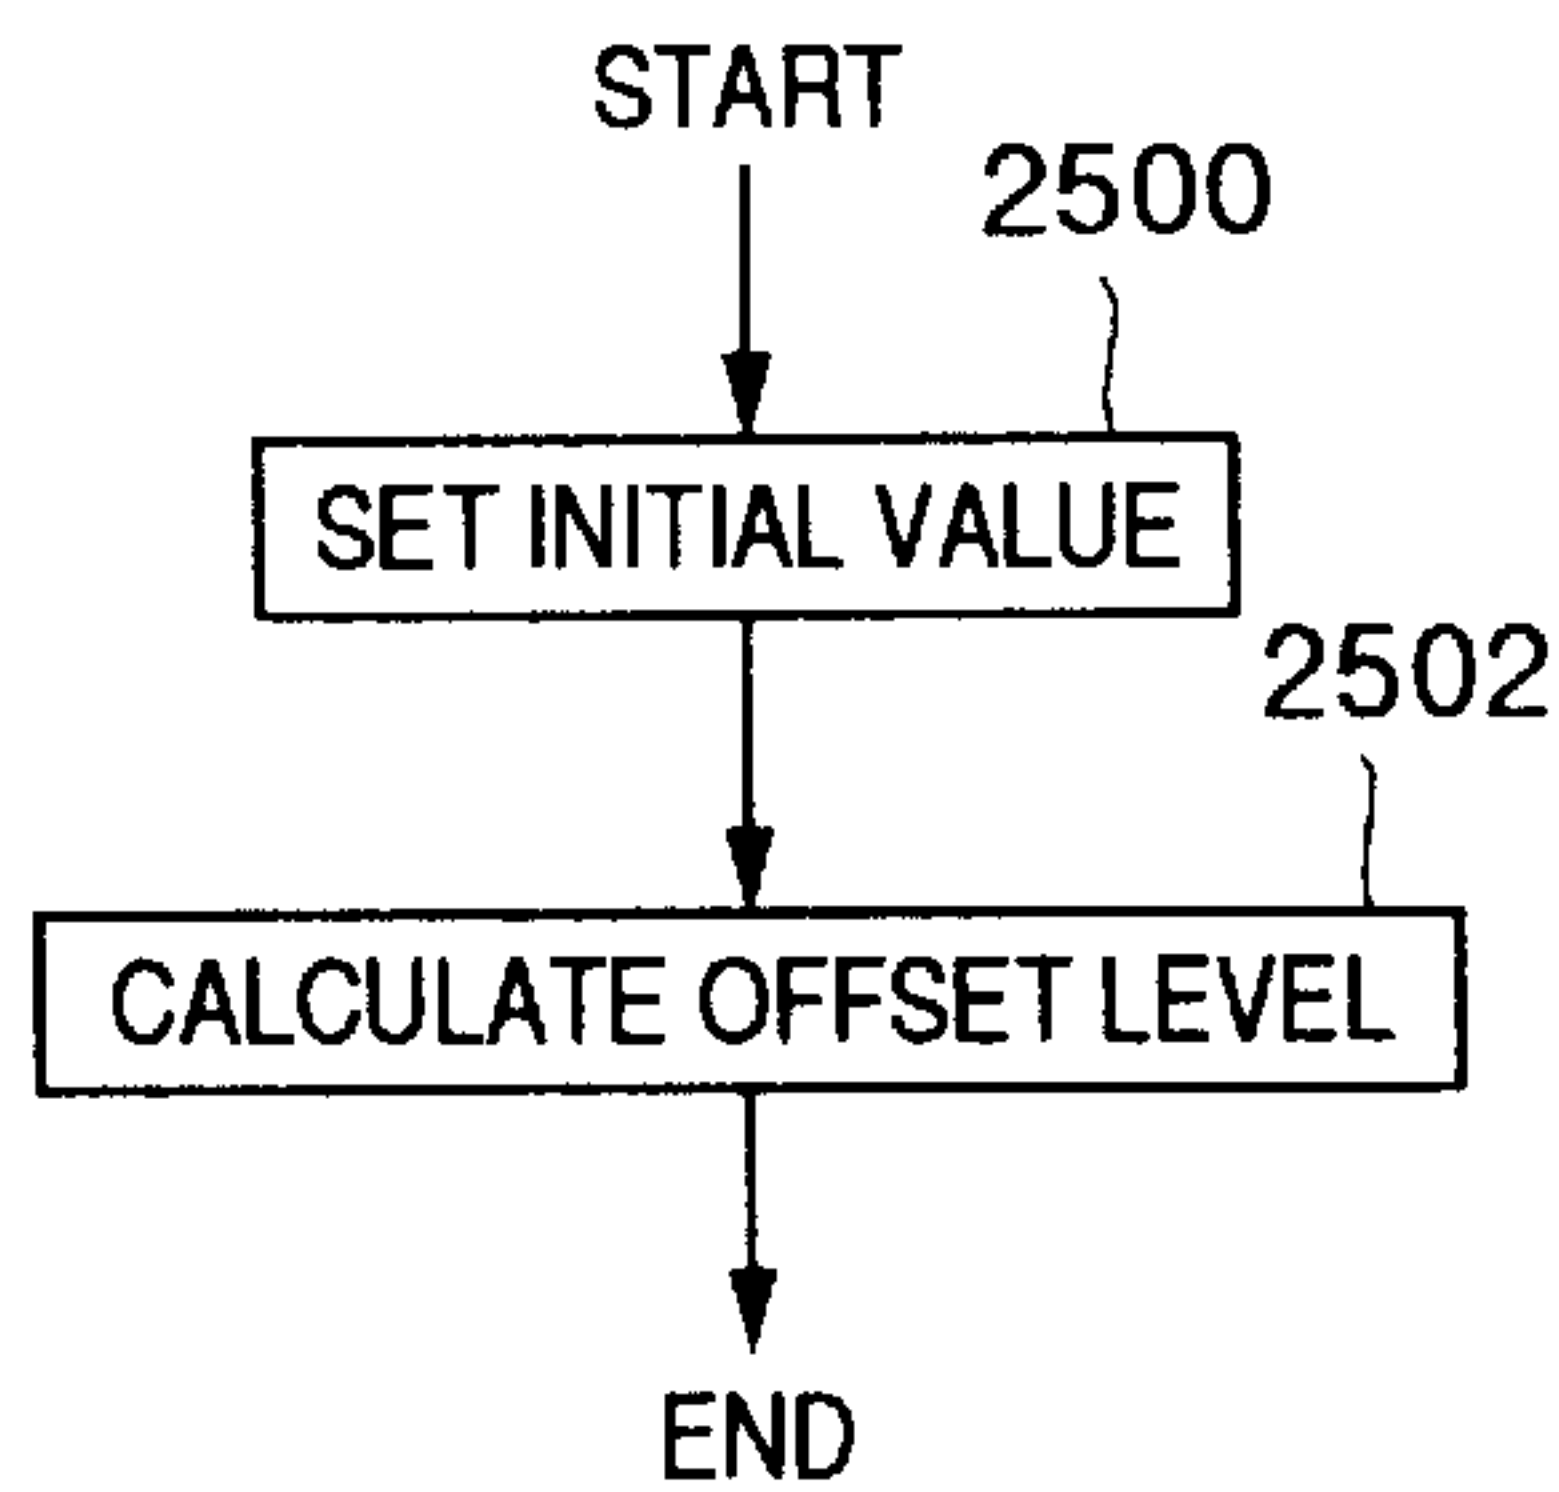 START
2500
SET INITIAL VALUE
2502
CALCULATE OFFSET LEVEL
END